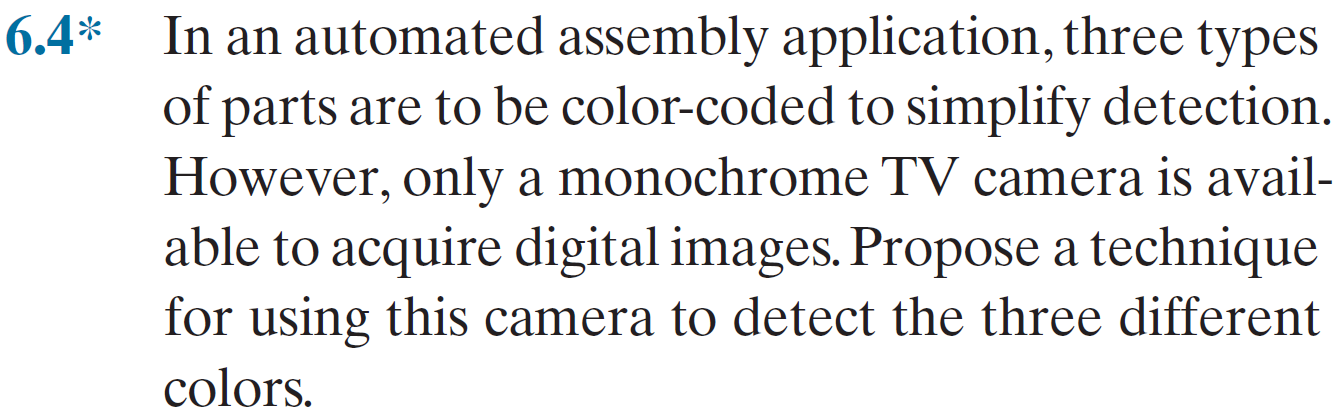 6.4* In an automated assembly application, three types
of parts are to be color-coded to simplify detection.
However, only a monochrome TV camera is avail-
able to acquire digital images. Propose a technique
for using this camera to detect the three different
colors.